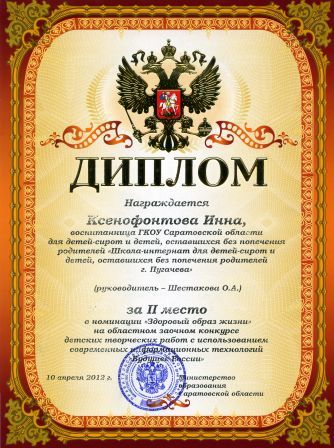 ДИПЛОМ
Награждается
Ксенофонтова Инна,
воспитанница ГКОУ Саратовской области
для детей-сирот и детей, оставшихся без попечения
родителей «Школа-интернат для детей-сирот и
детей, оставшихся без попечения родителей
г. Пугачева»
(руководитель – Шестакова О.А.)
за II место
в номинации «Здоровый образ жизни»
на областном заочном конкурсе
детских творческих работ с использованием
современных информационных технологий
«Будущее России»
10 апреля 2012 г.
Министерство
образования
Саратовской области